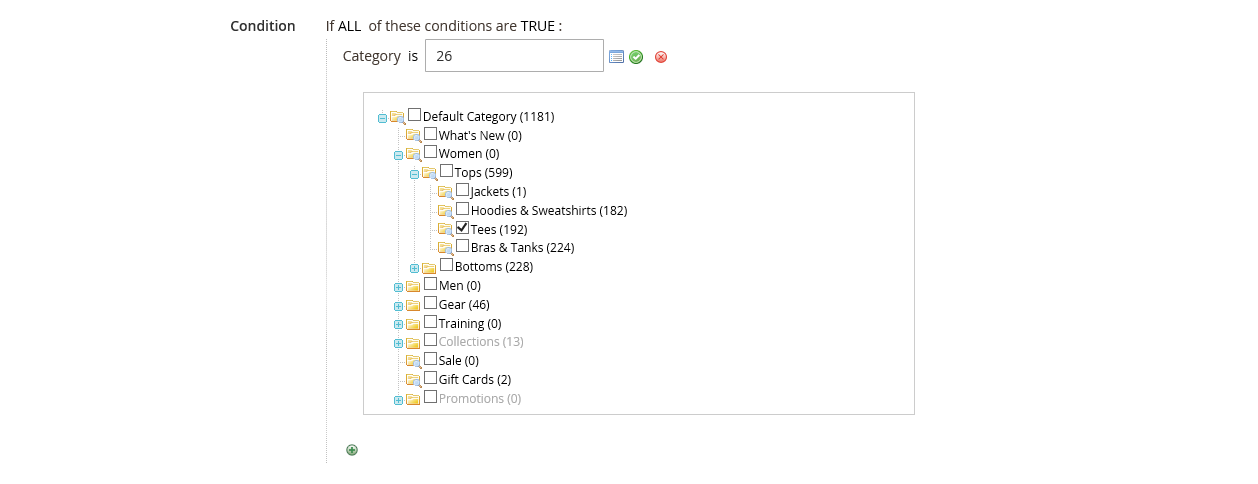 Condition If ALL of these conditions are TRUE :
Category is 26
Default Category (1181)
What's New (0)
Women (0)
Tops (599)
Jackets (1)
Hoodies & Sweatshirts (182)
Tees (192)
Bras & Tanks (224)
Bottoms (228)
Men (0)
Gear (46)
Training (0)
Collections (13)
Sale (0)
Gift Cards (2)
Promotions (0)